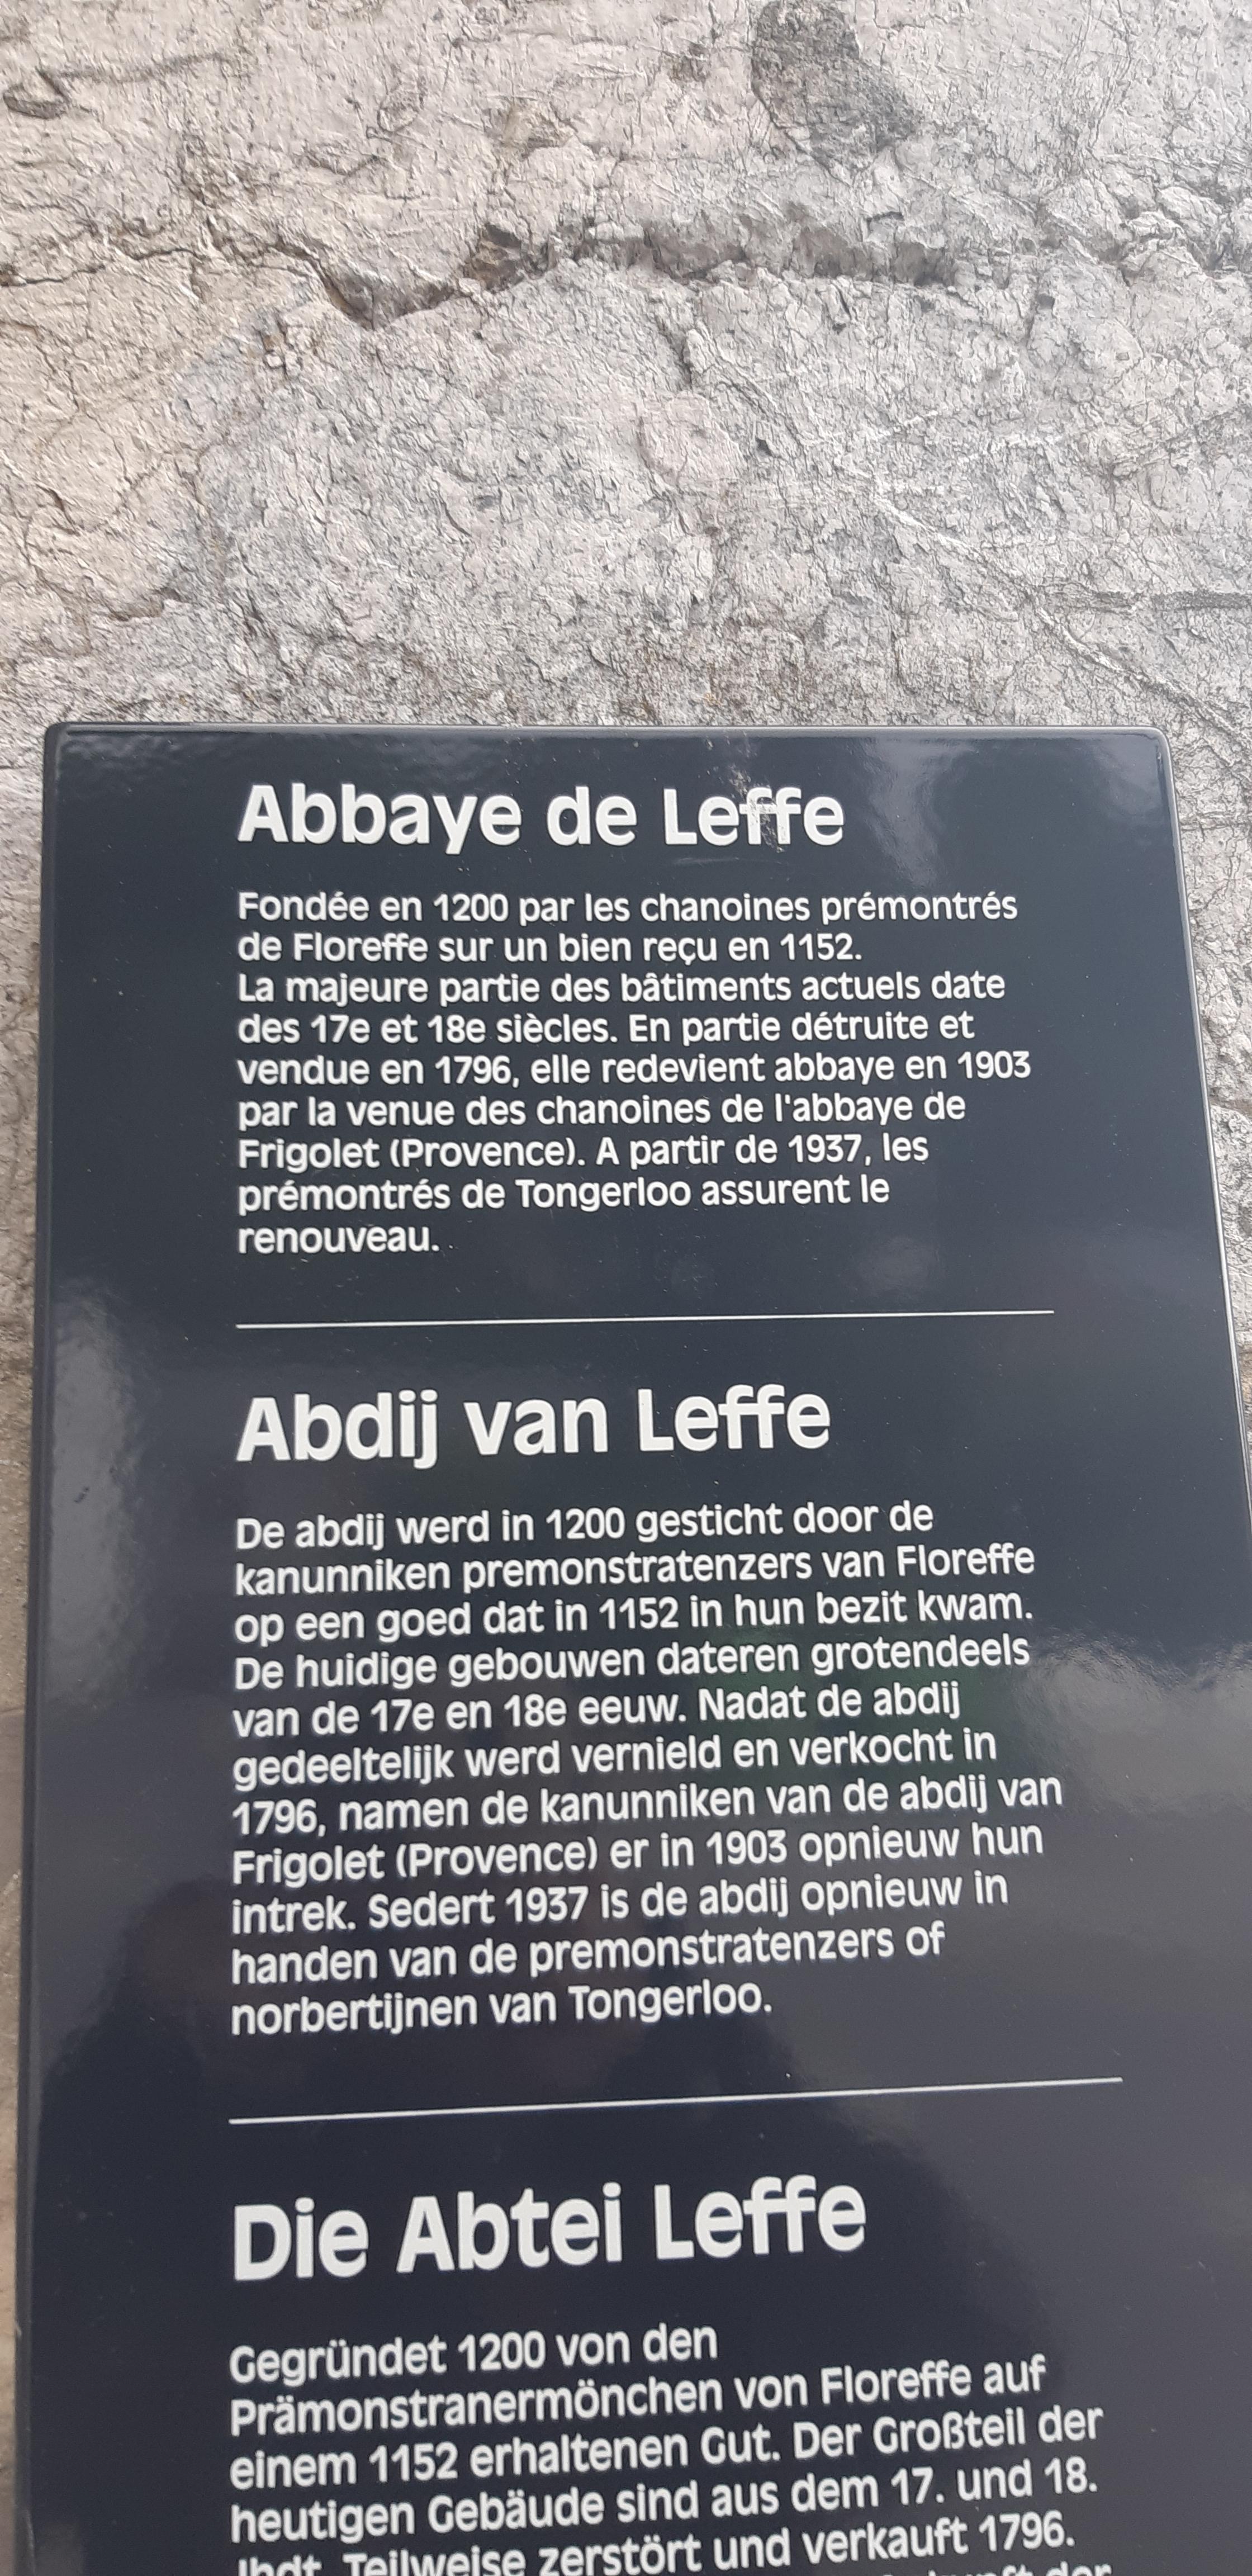 Abbaye de Leffe
Fondée en 1200 par les chanoines prémontrés
de Floreffe sur un bien reçu en 1152.
La majeure partie des bâtiments actuels date
des 17e et 18e siècles. En partie détruite et
vendue en 1796, elle redevient abbaye en 1903
par la venue des chanoines de l'abbaye de
Frigolet (Provence). A partir de 1937, les
prémontrés de Tongerloo assurent le
renouveau.
Abdij van Leffe
De abdij werd in 1200 gesticht door de
kanunniken premonstratenzers van Floreffe
op een goed dat in 1152 in hun bezit kwam.
De huidige gebouwen dateren grotendeels
van de 17e en 18e eeuw. Nadat de abdij
gedeeltelijk werd vernield en verkocht in
1796, namen de kanunniken van de abdij van
Frigolet (Provence) er in 1903 opnieuw hun
intrek. Sedert 1937 is de abdij opnieuw in
handen van de premonstratenzers of
norbertijnen van Tongerloo.
Die Abtei Leffe
Gegründet 1200 von den
Prämonstranermönchen von Floreffe auf
einem 1152 erhaltenen Gut. Der Großteil der
heutigen Gebäude sind aus dem 17. und 18.
Jhdt. Teilweise zerstört und verkauft 1796.